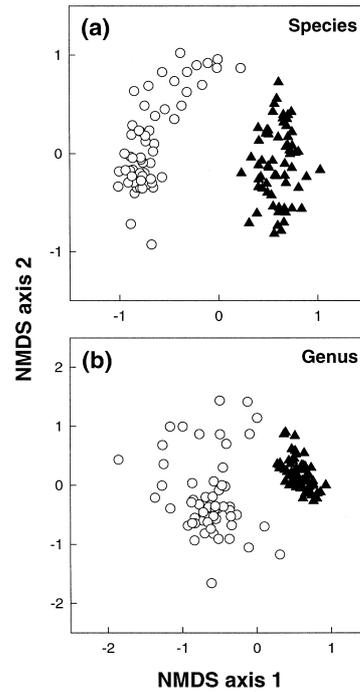 (a) Species
1
0
-1
-1 0 1
NMDS axis 2
(b) Genus
2
1
0
-1
-2
-2 -1 0 1
NMDS axis 1